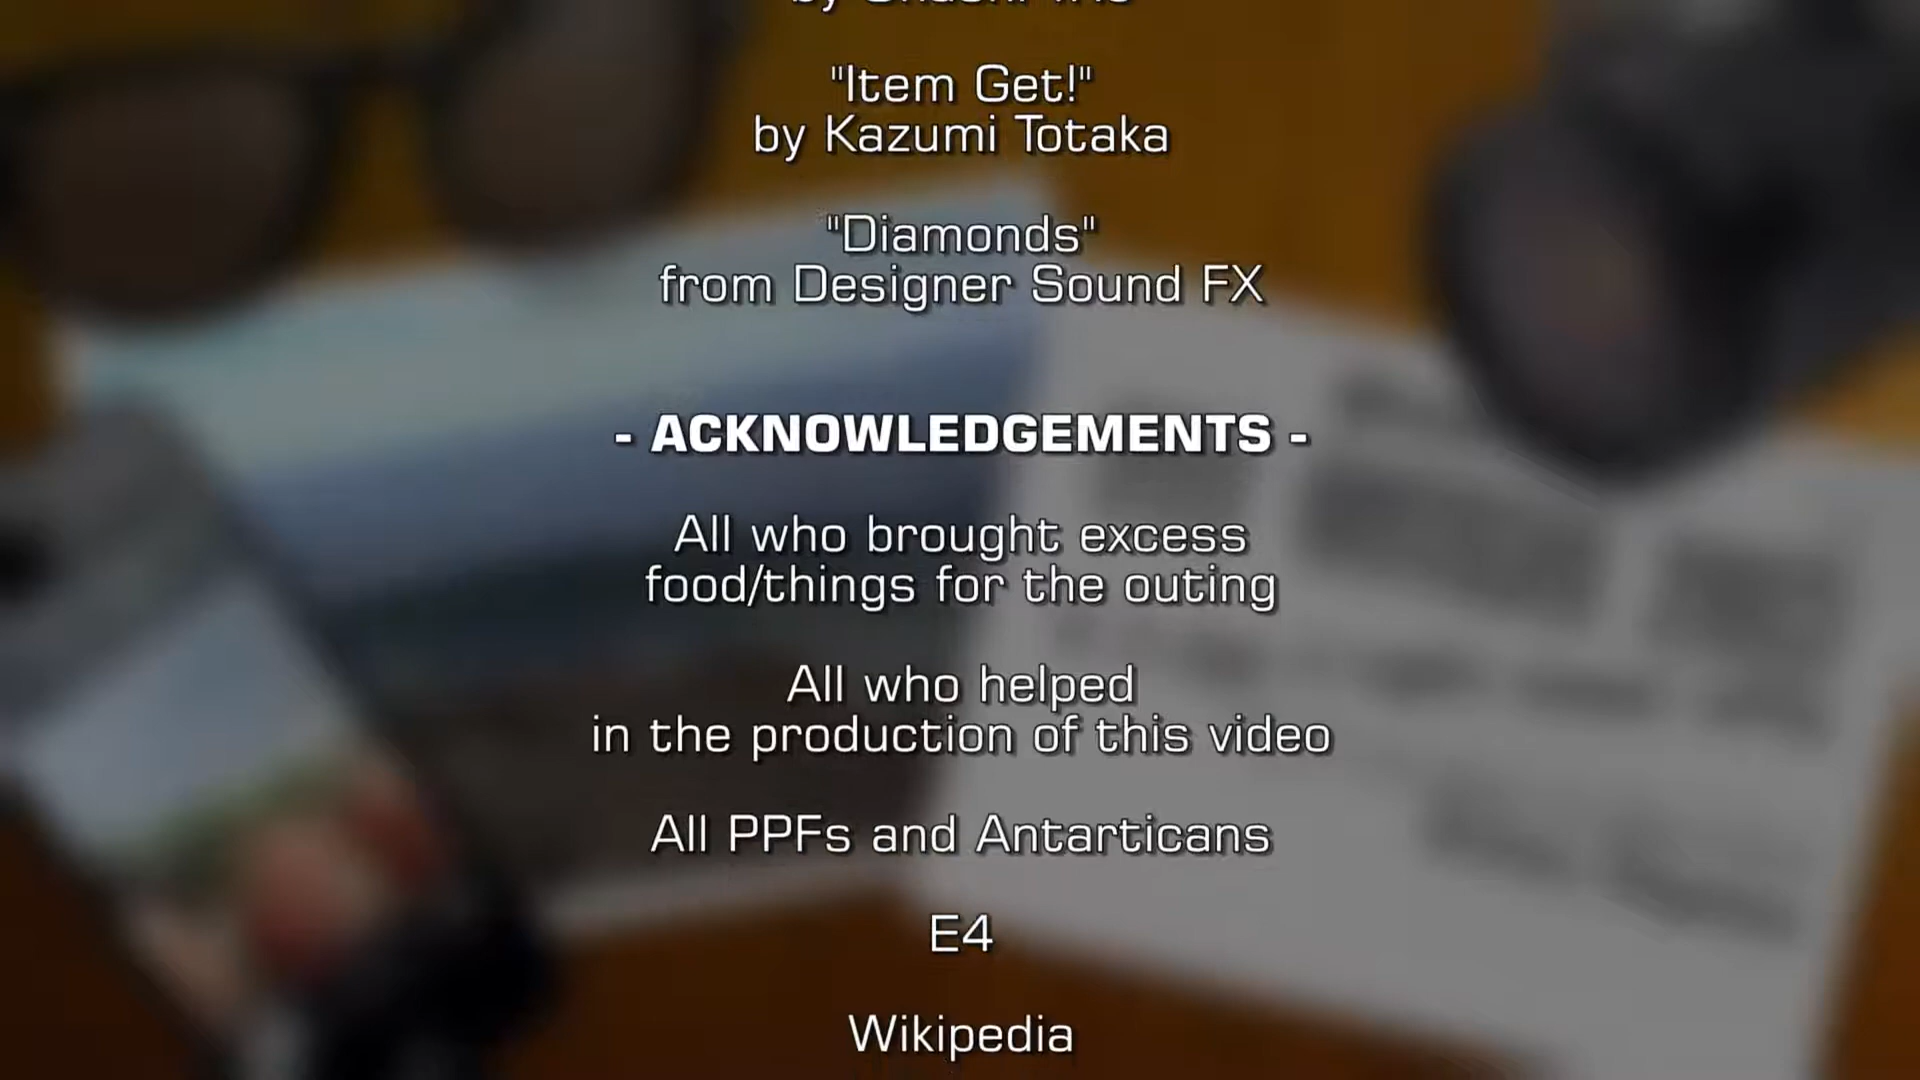 by
"Item Get!"
by Kazumi Totaka
"Diamonds"
from Designer Sound FX
- ACKNOWLEDGEMENTS -
All who brought excess
food/things for the outing
All who helped
in the production of this video
All PPFs and Antarticans
E4
Wikipedia